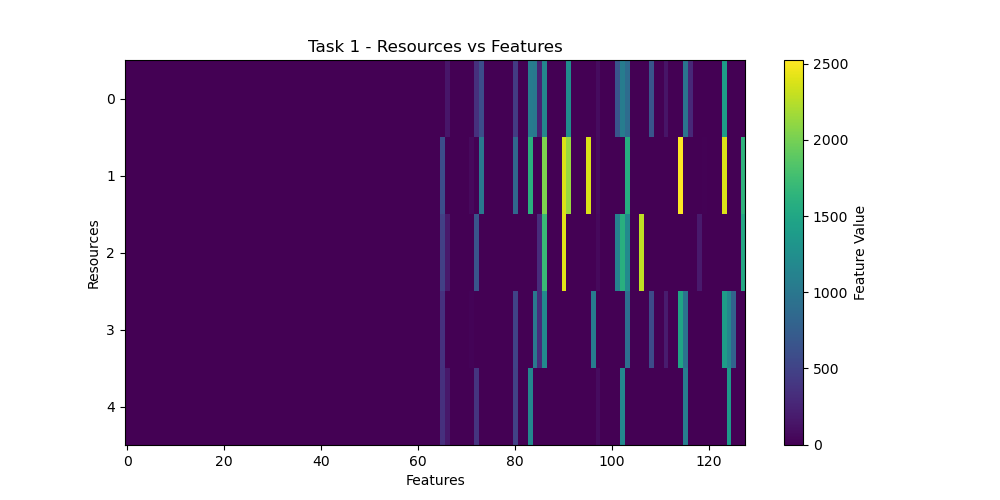 Task 1 - Resources vs Features
Resources
0
1
2
3
4
0 20 40 60 80 100 120
Features
2500
2000
1500
1000
500
0
Feature Value